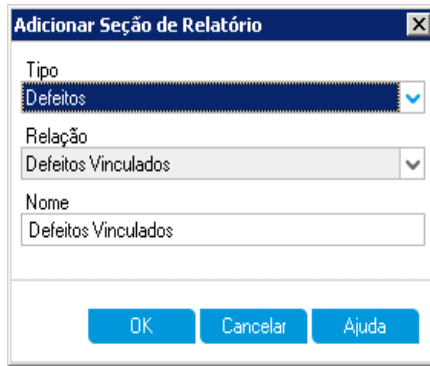 Adicionar Seção de Relatório
Tipo
Defeitos
Relação
Defeitos Vinculados
Nome
Defeitos Vinculados
OK Cancelar Ajuda